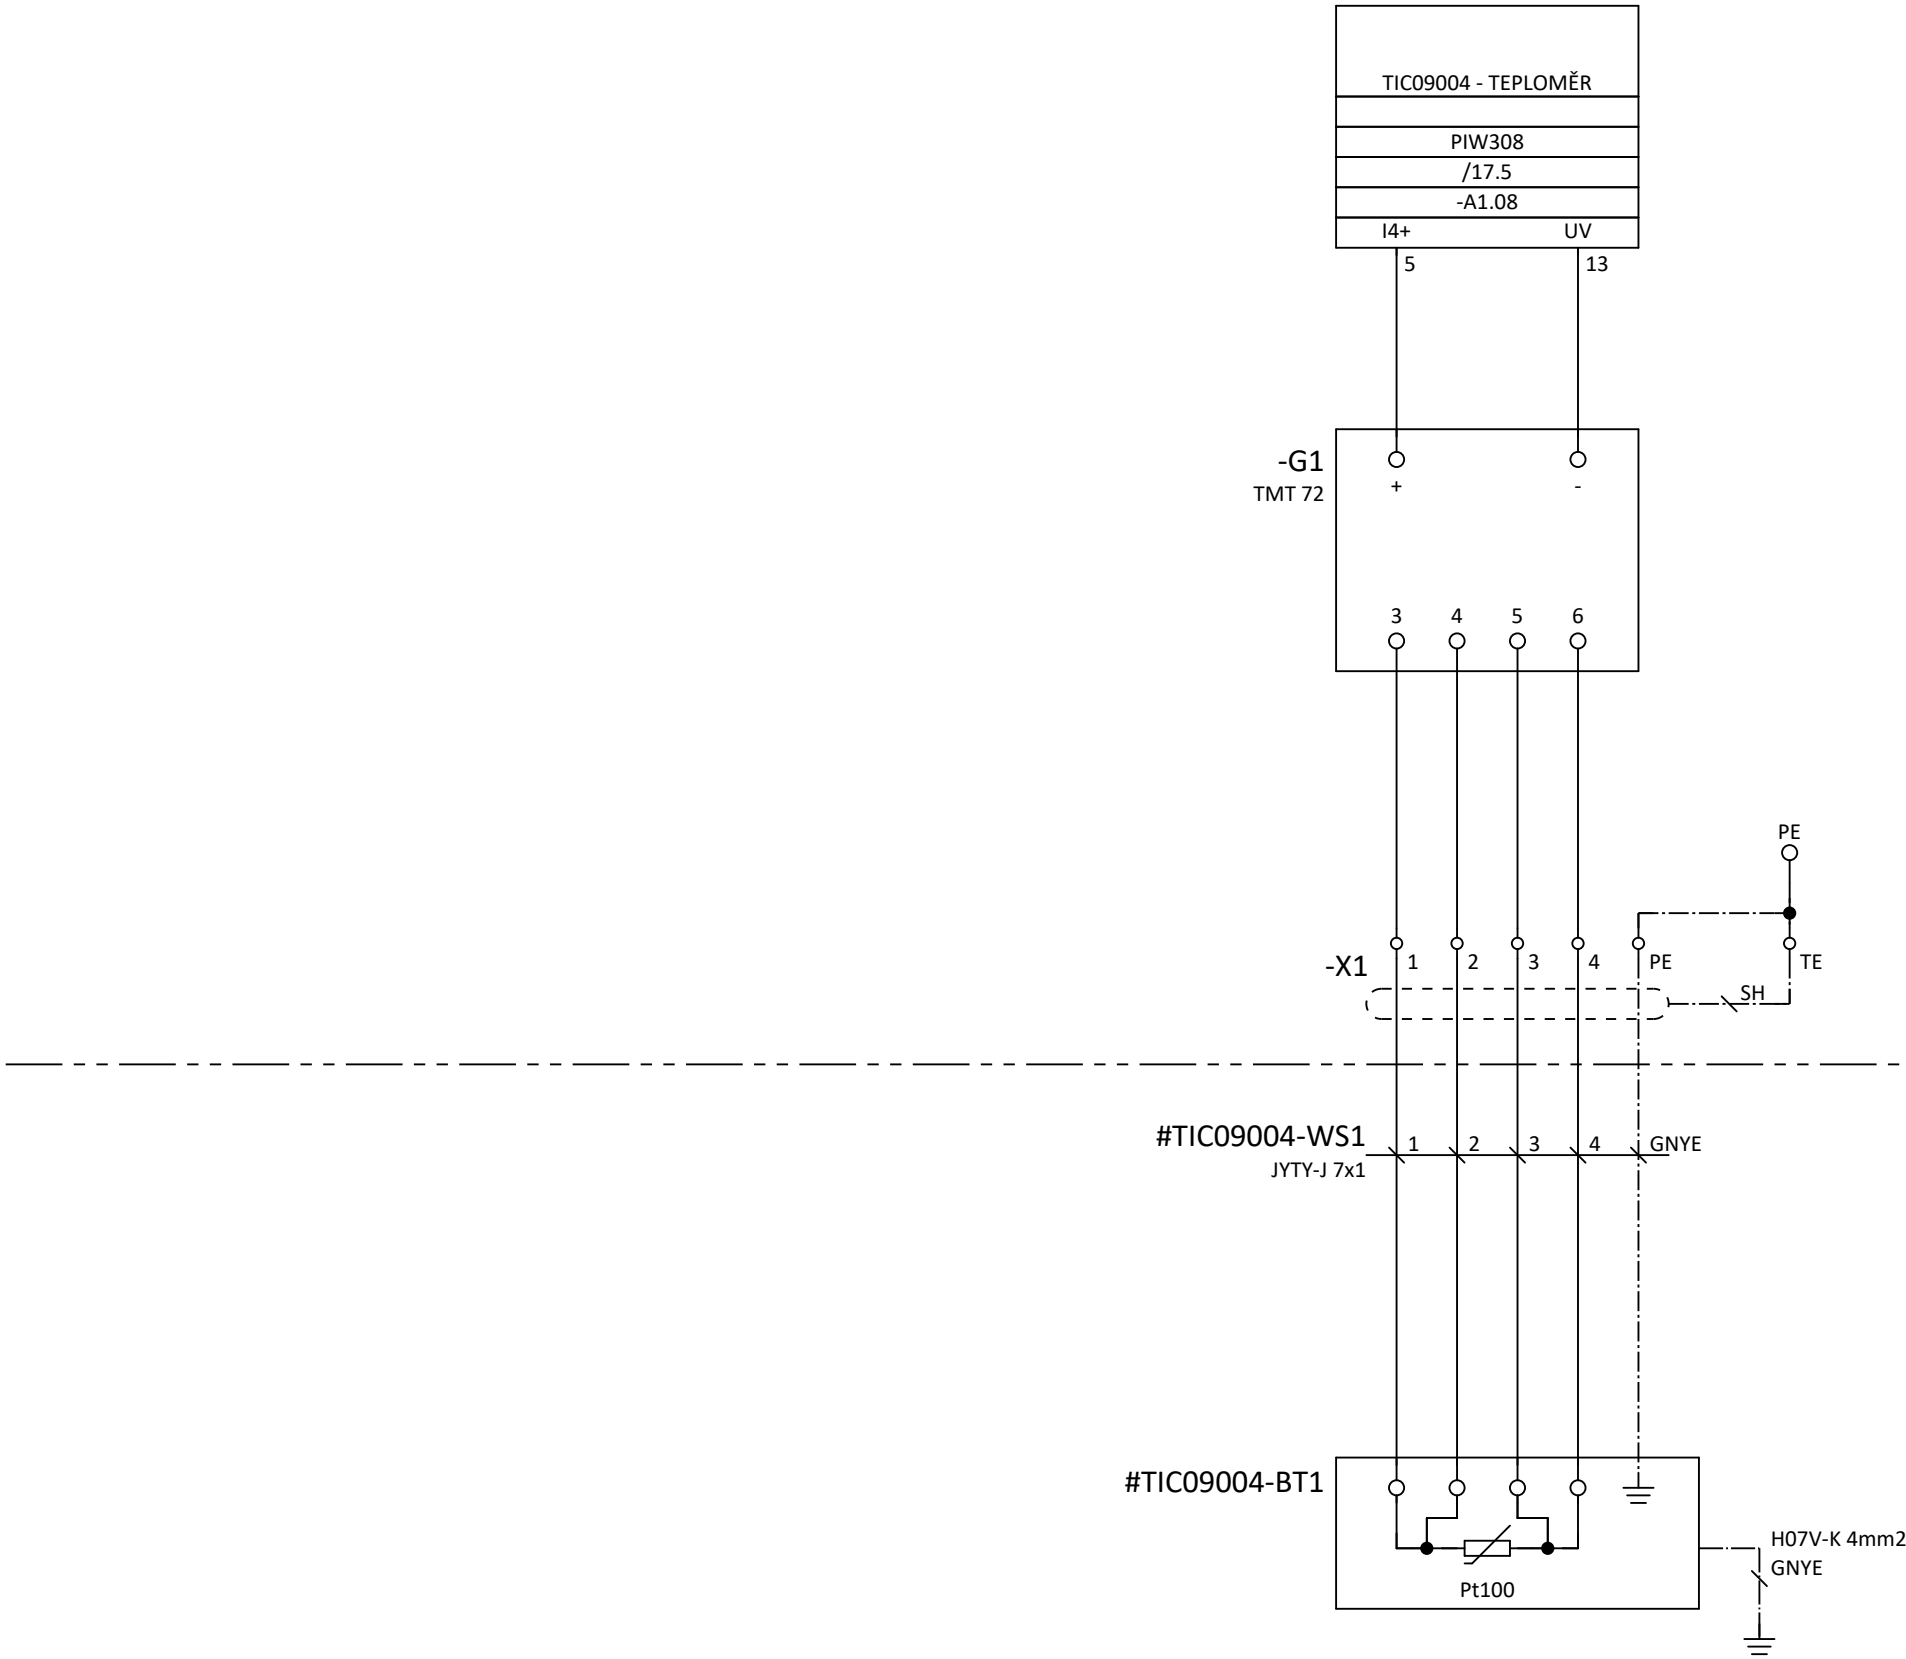 TIC09004 - TEPLOMĚR
PIW308
/17.5
-A1.08
I4+ UV
5 13
-G1
TMT 72
+ -
3 4 5 6
PE
-X1 1 2 3 4 PE TE
SH
#TIC09004-WS1 1 2 3 4 GNYE
JYTY-J 7x1
#TIC09004-BT1
H07V-K 4mm2
GNYE
Pt100